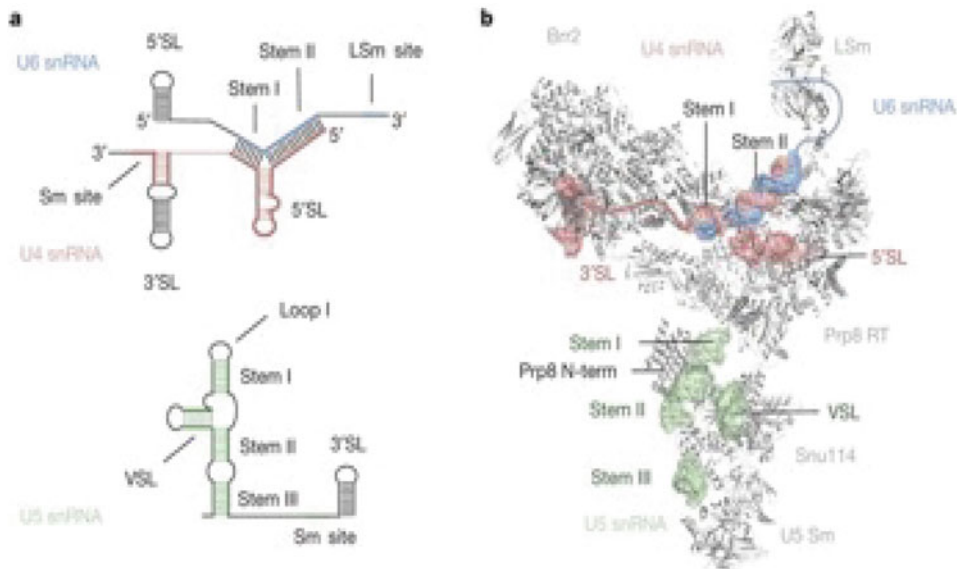 a
5'SL
U6 snRNA
Stem II
LSm site
Stem I
5'
5'
3'
3'
Sm site
5'SL
U4 snRNA
3'SL
Loop I
Stem I
Stem II
3'SL
VSL
Stem III
U5 snRNA
Sm site
b
Brr2
U4 snRNA
LSm
Stem I
U6 snRNA
Stem II
3'SL
5'SL
Prp8 RT
Stem I
Prp8 N-term
Stem II
VSL
Snu114
Stem III
U5 snRNA
U5 Sm